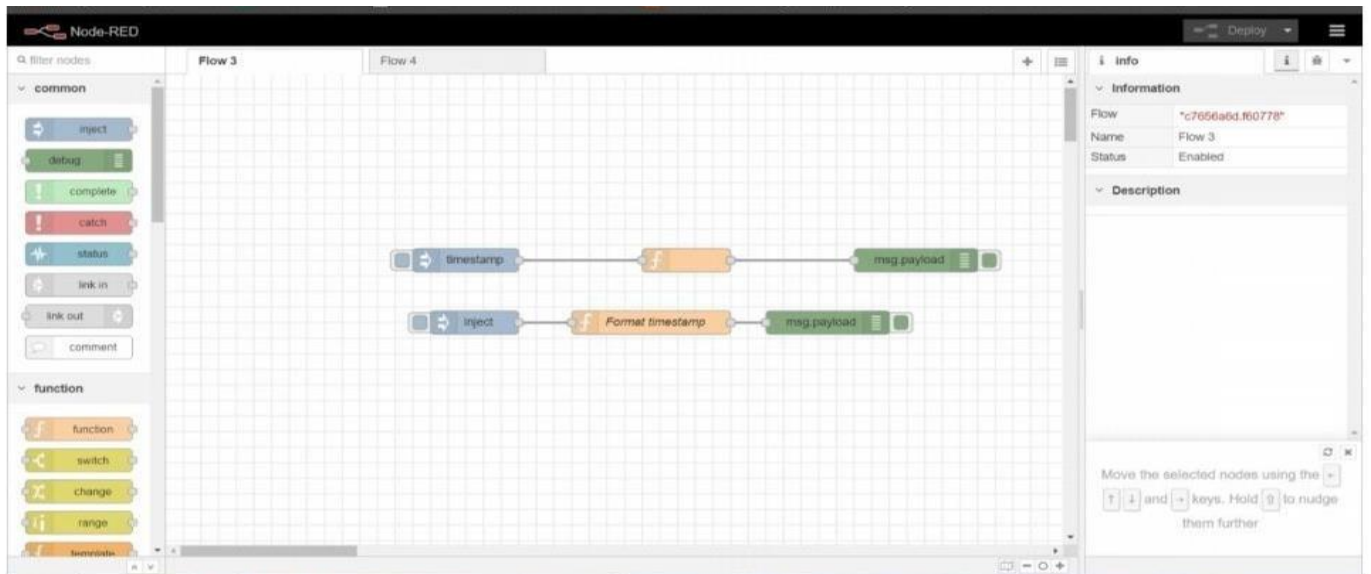 Node-RED
Deploy
filter nodes
Flow 3
Flow 4
i info
common
Information
inject
Flow "c7656a6d.f60778"
debug
Name Flow 3
Status Enabled
complete
Description
catch
status
timestamp
msg.payload
link in
link out
inject
Format timestamp
msg.payload
comment
function
function
switch
Move the selected nodes using the ←
change
↑ ↓ and → keys. Hold ⇧ to nudge
range
them further
template